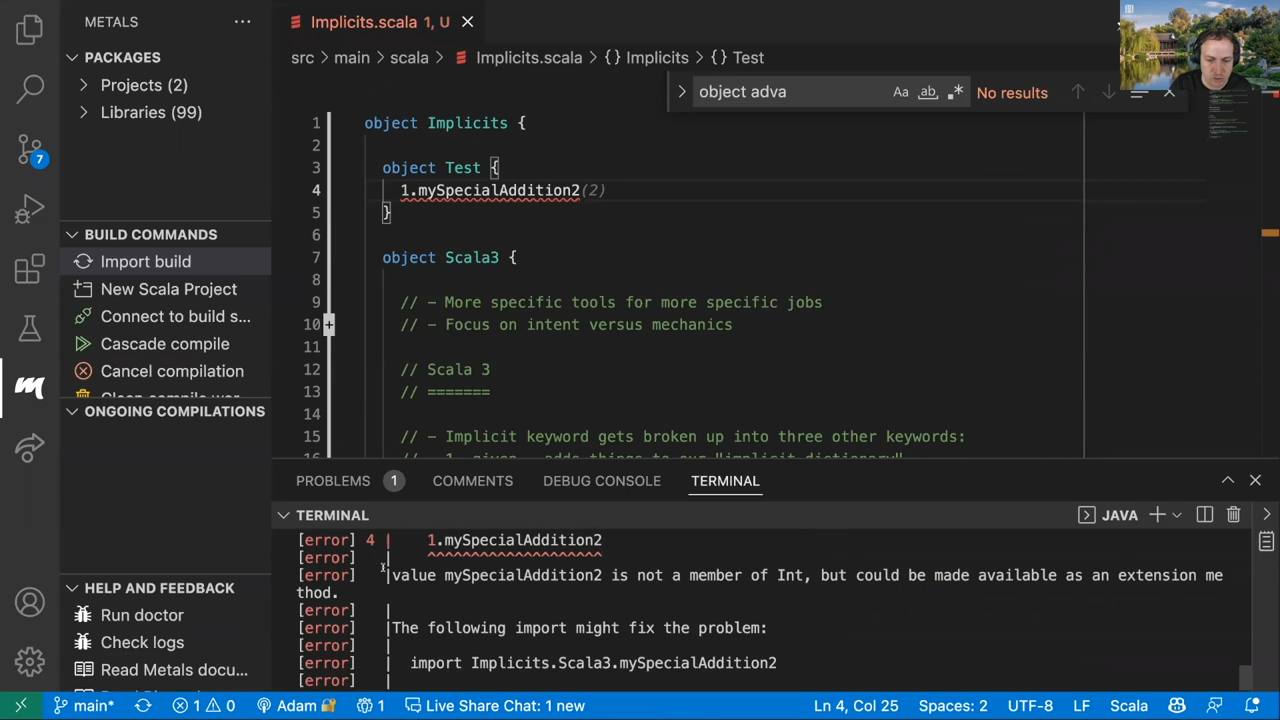 METALS
PACKAGES
Projects (2)
Libraries (99)
BUILD COMMANDS
Import build
New Scala Project
Connect to build s...
Cascade compile
Cancel compilation
ONGOING COMPILATIONS
HELP AND FEEDBACK
Run doctor
Check logs
Read Metals docu...
7
Implicits.scala 1, U
src > main > scala > Implicits.scala > {} Implicits > {} Test
object adva
Aa ab .* No results
1 object Implicits {
2
3 object Test {
4 1.mySpecialAddition2(2)
5 }
6
7 object Scala3 {
8
9 // - More specific tools for more specific jobs
10 // - Focus on intent versus mechanics
11
12 // Scala 3
13 // =======
14
15 // - Implicit keyword gets broken up into three other keywords:
PROBLEMS 1 COMMENTS DEBUG CONSOLE TERMINAL
TERMINAL
JAVA
[error] 4 | 1.mySpecialAddition2
[error] | ^^^^^^^^^^^^^^^^^^^^
[error] |value mySpecialAddition2 is not a member of Int, but could be made available as an extension me
thod.
[error] |
[error] |The following import might fix the problem:
[error] |
[error] | import Implicits.Scala3.mySpecialAddition2
[error] |
main* 1 0 Adam 1 Live Share Chat: 1 new Ln 4, Col 25 Spaces: 2 UTF-8 LF Scala